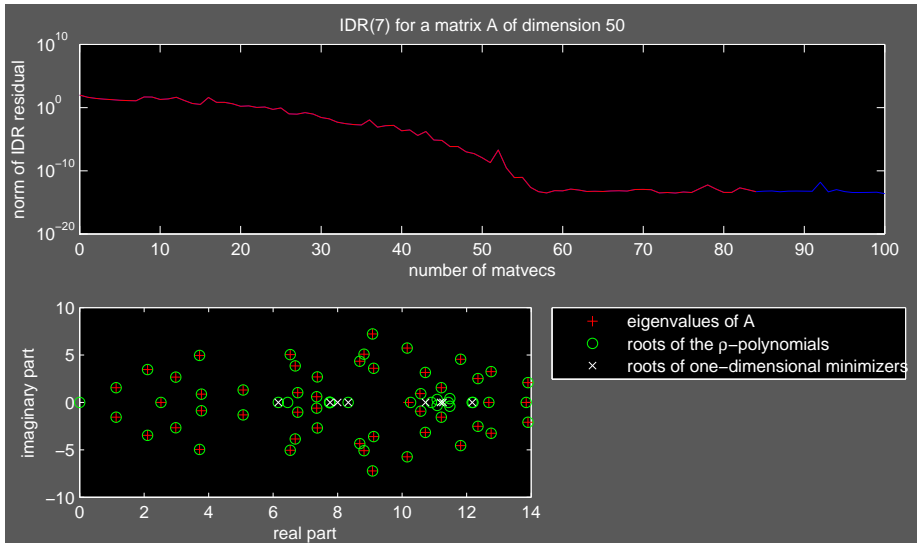 IDR(7) for a matrix A of dimension 50
norm of IDR residual
10^10
10^0
10^−10
10^−20
0 10 20 30 40 50 60 70 80 90 100
number of matvecs
imaginary part
10
5
0
−5
−10
0 2 4 6 8 10 12 14
real part
eigenvalues of A
roots of the ρ−polynomials
roots of one−dimensional minimizers